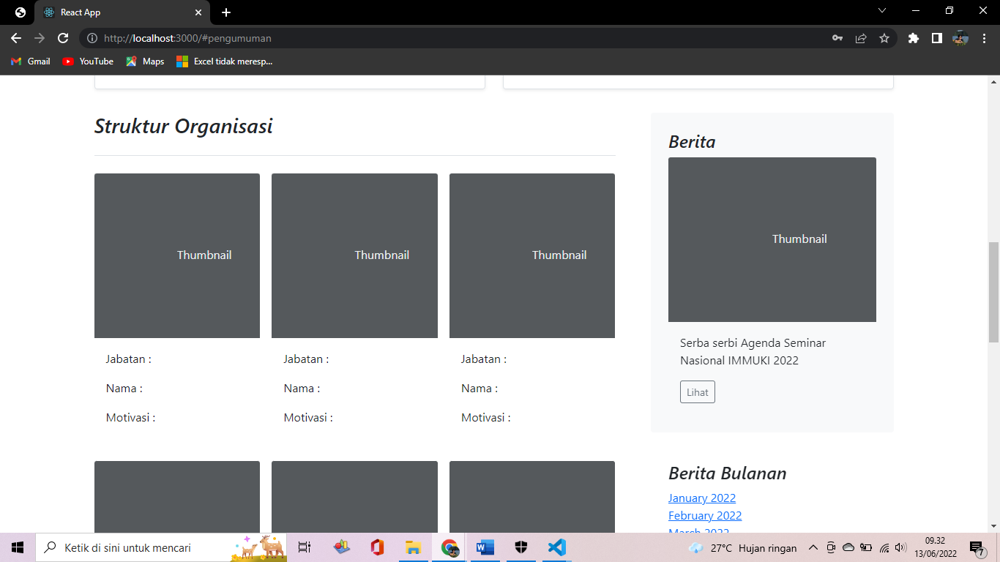 React App
http://localhost:3000/#pengumuman
Gmail YouTube Maps Excel tidak meresp...
Struktur Organisasi
Thumbnail Thumbnail Thumbnail
Jabatan : Jabatan : Jabatan :
Nama : Nama : Nama :
Motivasi : Motivasi : Motivasi :
Berita
Thumbnail
Serba serbi Agenda Seminar
Nasional IMMUKI 2022
Lihat
Berita Bulanan
January 2022
February 2022
March 2022
Ketik di sini untuk mencari
27°C Hujan ringan
09.32
13/06/2022
7